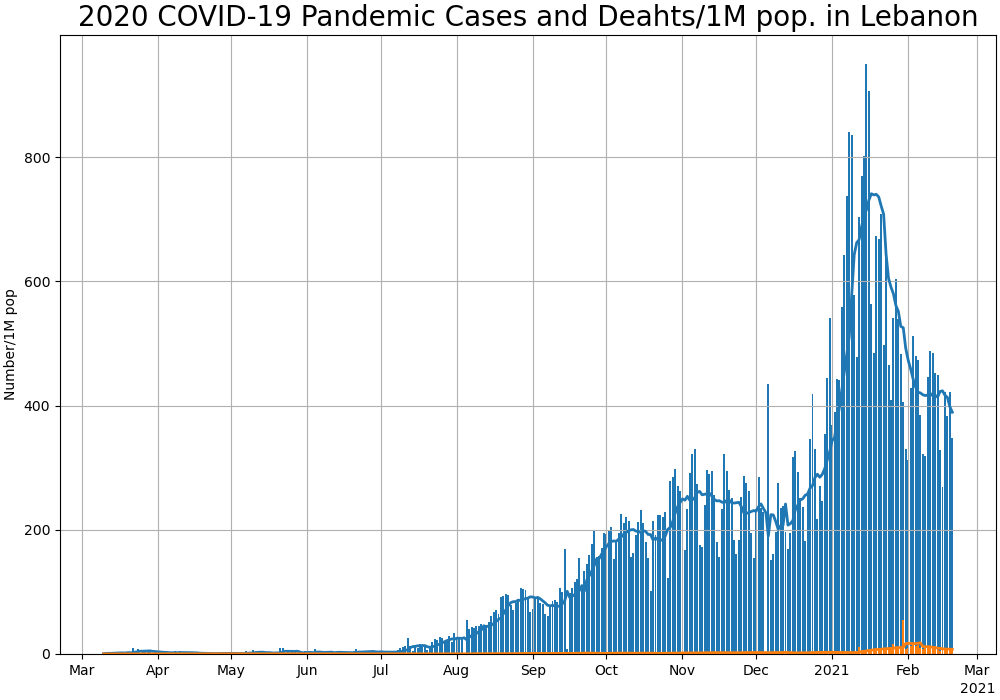 2020 COVID-19 Pandemic Cases and Deahts/1M pop. in Lebanon
Number/1M pop
800
600
400
200
0
Mar Apr May Jun Jul Aug Sep Oct Nov Dec 2021 Feb Mar
2021